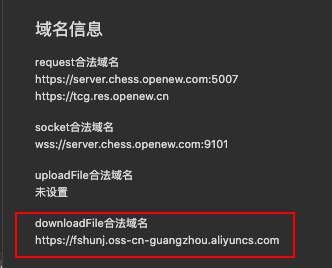 域名信息
request合法域名
https://server.chess.openew.com:5007
https://tcg.res.openew.cn
socket合法域名
wss://server.chess.openew.com:9101
uploadFile合法域名
未设置
downloadFile合法域名
https://fshunj.oss-cn-guangzhou.aliyuncs.com